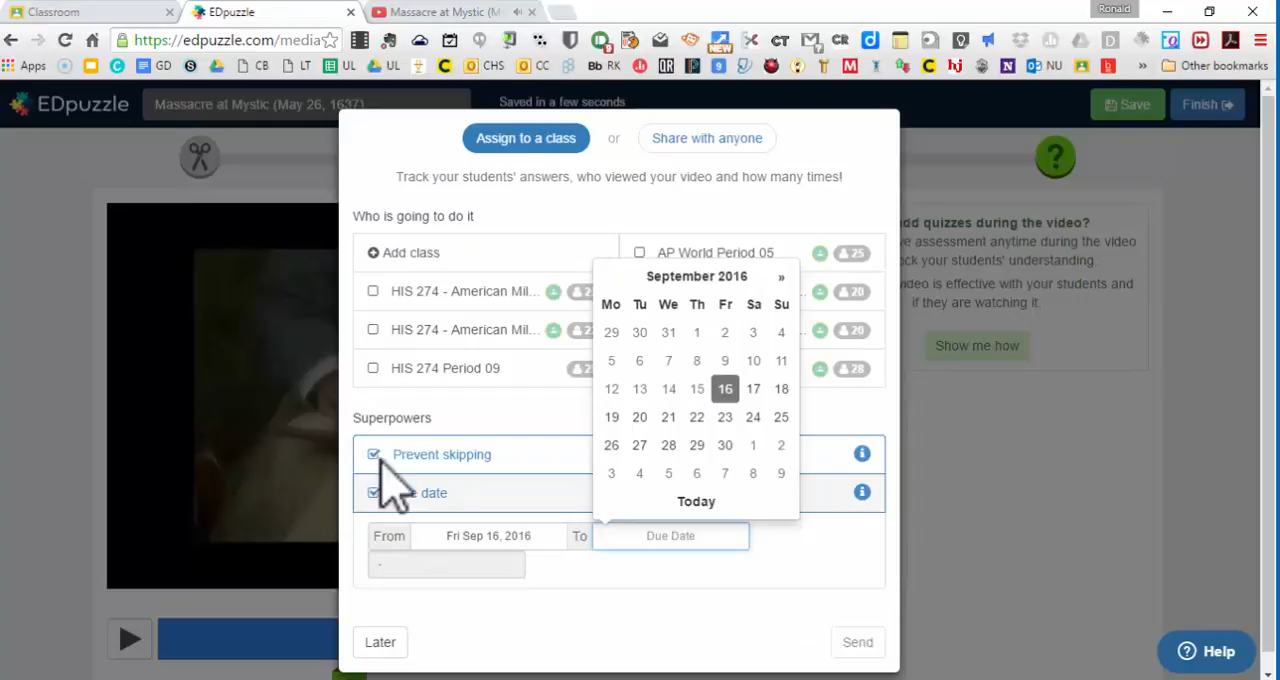 Classroom
EDpuzzle
Massacre at Mystic (M
Ronald
https://edpuzzle.com/media
Apps
GD
CB
LT
UL
UL
CHS
CC
Bb RK
NU
Other bookmarks
EDpuzzle
Massacre at Mystic (May 26, 1637)
Saved in a few seconds
Save
Finish
Assign to a class
or
Share with anyone
Track your students' answers, who viewed your video and how many times!
Who is going to do it
Add class
AP World Period 05
25
HIS 274 - American Mil...
20
HIS 274 - American Mil...
20
HIS 274 Period 09
28
September 2016 »
Mo Tu We Th Fr Sa Su
29 30 31 1 2 3 4
5 6 7 8 9 10 11
12 13 14 15 16 17 18
19 20 21 22 23 24 25
26 27 28 29 30 1 2
3 4 5 6 7 8 9
Today
Superpowers
Prevent skipping
date
From
Fri Sep 16, 2016
To
Due Date
-
Later
Send
add quizzes during the video?
assessment anytime during the video
your students' understanding.
video is effective with your students and
if they are watching it.
Show me how
? Help